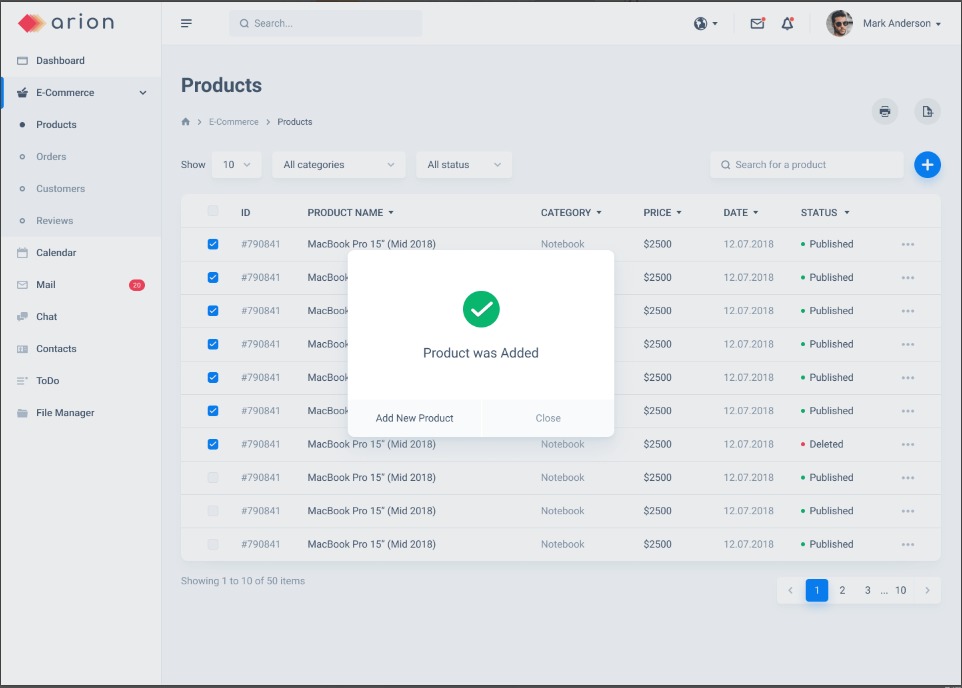 arion
Search...
Mark Anderson
Dashboard
E-Commerce
Products
Orders
Customers
Reviews
Calendar
Mail 20
Chat
Contacts
ToDo
File Manager
Products
E-Commerce > Products
Show 10 All categories All status Search for a product
ID PRODUCT NAME CATEGORY PRICE DATE STATUS
#790841 MacBook Pro 15” (Mid 2018) Notebook $2500 12.07.2018 Published
#790841 MacBook $2500 12.07.2018 Published
#790841 MacBook $2500 12.07.2018 Published
#790841 MacBook $2500 12.07.2018 Published
#790841 MacBook $2500 12.07.2018 Published
#790841 MacBook $2500 12.07.2018 Published
#790841 MacBook Pro 15” (Mid 2018) Notebook $2500 12.07.2018 Deleted
#790841 MacBook Pro 15” (Mid 2018) Notebook $2500 12.07.2018 Published
#790841 MacBook Pro 15” (Mid 2018) Notebook $2500 12.07.2018 Published
#790841 MacBook Pro 15” (Mid 2018) Notebook $2500 12.07.2018 Published
Product was Added
Add New Product Close
Showing 1 to 10 of 50 items
< 1 2 3 ... 10 >